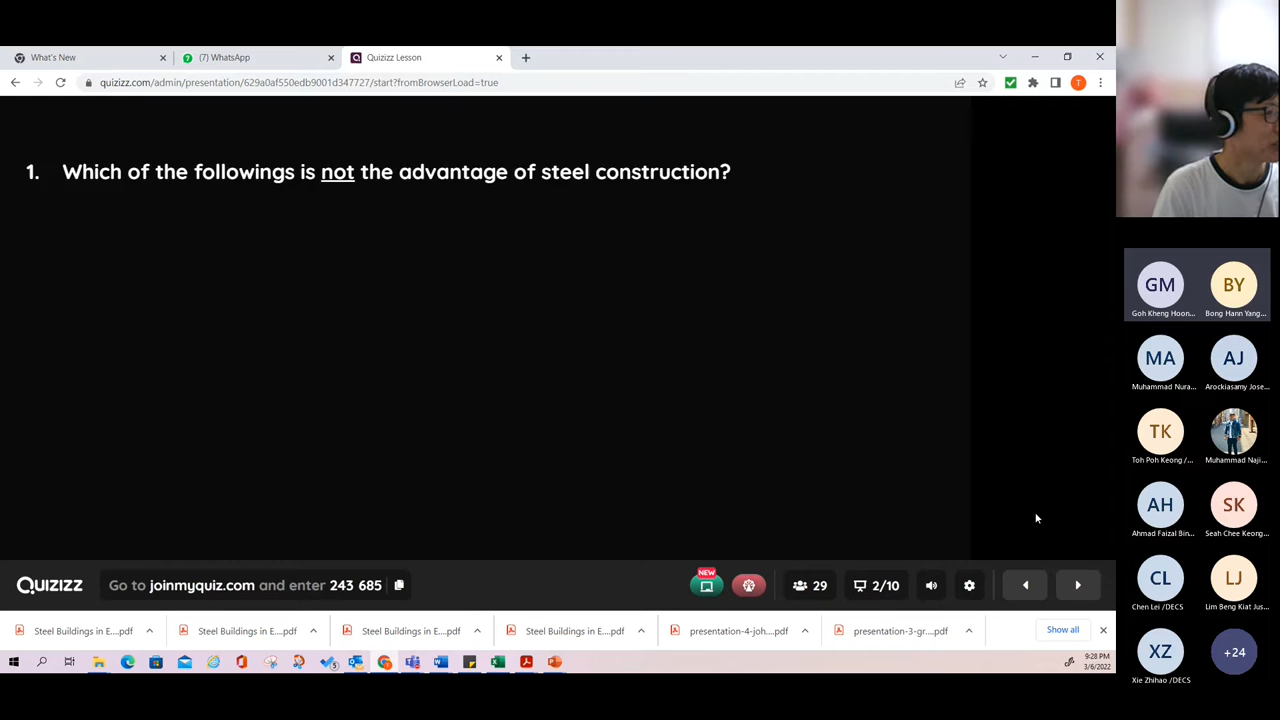 What's New
(7) WhatsApp
Quizizz Lesson
quizizz.com/admin/presentation/629a0af550edb9001d347727/start?fromBrowserLoad=true
T
1. Which of the followings is not the advantage of steel construction?
GM
BY
Goh Kheng Hoon...
Bong Hann Yang...
MA
AJ
Muhammad Nura...
Arockiasamy Jose...
TK
Toh Poh Keong /...
Muhammad Naji...
AH
SK
Ahmad Faizal Bin...
Seah Chee Keong...
CL
LJ
Chen Lei /DECS
Lim Beng Kiat Jus...
XZ
+24
Xie Zhihao /DECS
QUIZIZZ
Go to joinmyquiz.com and enter 243 685
NEW
29
2/10
Steel Buildings in E....pdf
Steel Buildings in E....pdf
Steel Buildings in E....pdf
Steel Buildings in E....pdf
presentation-4-joh....pdf
presentation-3-gr....pdf
Show all
9:28 PM
3/6/2022